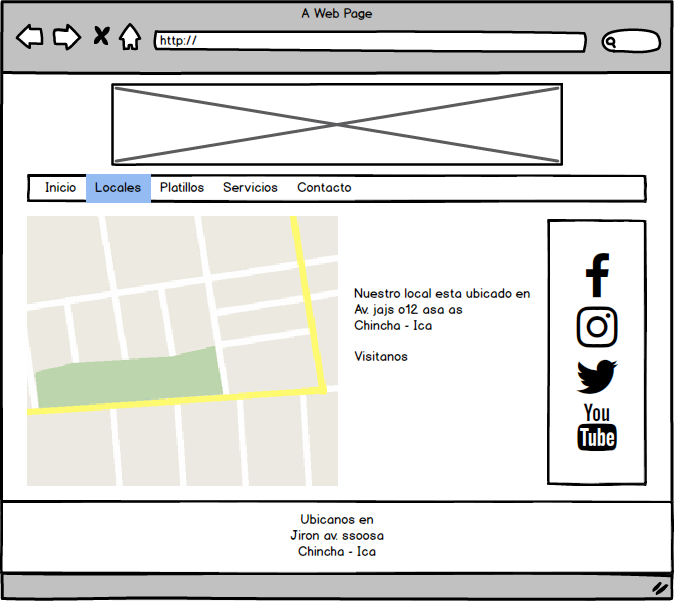 A Web Page
http://
Inicio Locales Platillos Servicios Contacto
Nuestro local esta ubicado en
Av. jajs o12 asa as
Chincha - Ica
Visitanos
You
Tube
Ubicanos en
Jiron av. ssoosa
Chincha - Ica